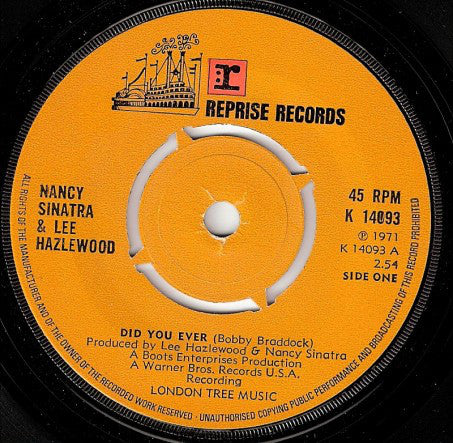 r
REPRISE RECORDS
NANCY
SINATRA
& LEE
HAZLEWOOD
45 RPM
K 14093
℗ 1971
K 14093 A
2.54
SIDE ONE
DID YOU EVER (Bobby Braddock)
Produced by Lee Hazlewood & Nancy Sinatra
A Boots Enterprises Production
A Warner Bros. Records U.S.A.
Recording
LONDON TREE MUSIC
ALL RIGHTS OF THE MANUFACTURER AND OF THE OWNER OF THE RECORDED WORK RESERVED - UNAUTHORISED COPYING PUBLIC PERFORMANCE AND BROADCASTING OF THIS RECORD PROHIBITED